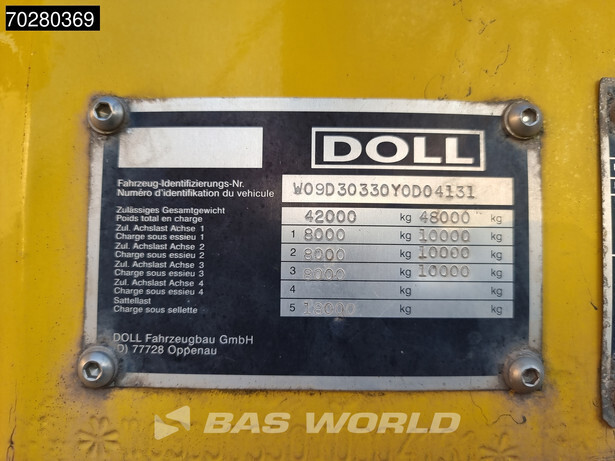 70280369
DOLL
Fahrzeug-Identifizierungs-Nr.
Numéro d'identifikation du vehicule
W09D30330Y0D04131
Zulässiges Gesamtgewicht
Poids total en charge
42000 kg 48000 kg
Zul. Achslast Achse 1
Charge sous essieu 1
1 8000 kg 10000 kg
Zul. Achslast Achse 2
Charge sous essieu 2
2 8000 kg 10000 kg
Zul. Achslast Achse 3
Charge sous essieu 3
3 kg 10000 kg
Zul. Achslast Achse 4
Charge sous essieu 4
4 kg kg
Sattellast
Charge sous sellette
5 18000 kg kg
DOLL Fahrzeugbau GmbH
D) 77728 Oppenau
BAS WORLD